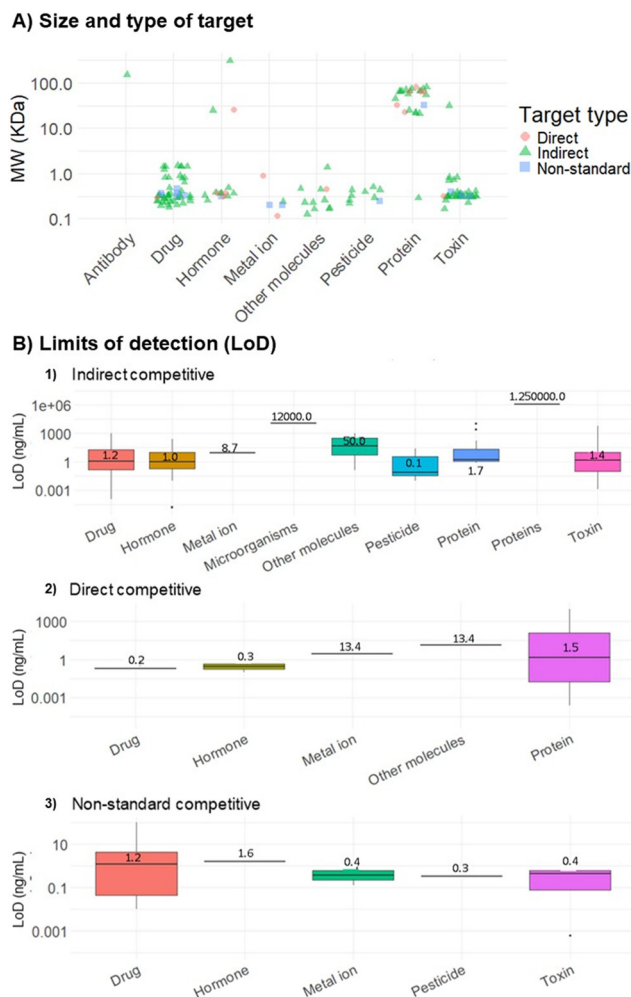 A) Size and type of target
MW (KDa)
100.0
10.0
1.0
0.1
Antibody
Drug
Hormone
Metal ion
Other molecules
Pesticide
Protein
Toxin
Target type
Direct
Indirect
Non-standard
B) Limits of detection (LoD)
1) Indirect competitive
LoD (ng/mL)
1e+06
1000
1
0.001
1.2
1.0
8.7
12000.0
50.0
0.1
1.7
1.250000.0
1.4
Drug
Hormone
Metal ion
Microorganisms
Other molecules
Pesticide
Protein
Proteins
Toxin
2) Direct competitive
LoD (ng/mL)
1000
1
0.001
0.2
0.3
13.4
13.4
1.5
Drug
Hormone
Metal ion
Other molecules
Protein
3) Non-standard competitive
LoD (ng/mL)
10
0.1
0.001
1.2
1.6
0.4
0.3
0.4
Drug
Hormone
Metal ion
Pesticide
Toxin